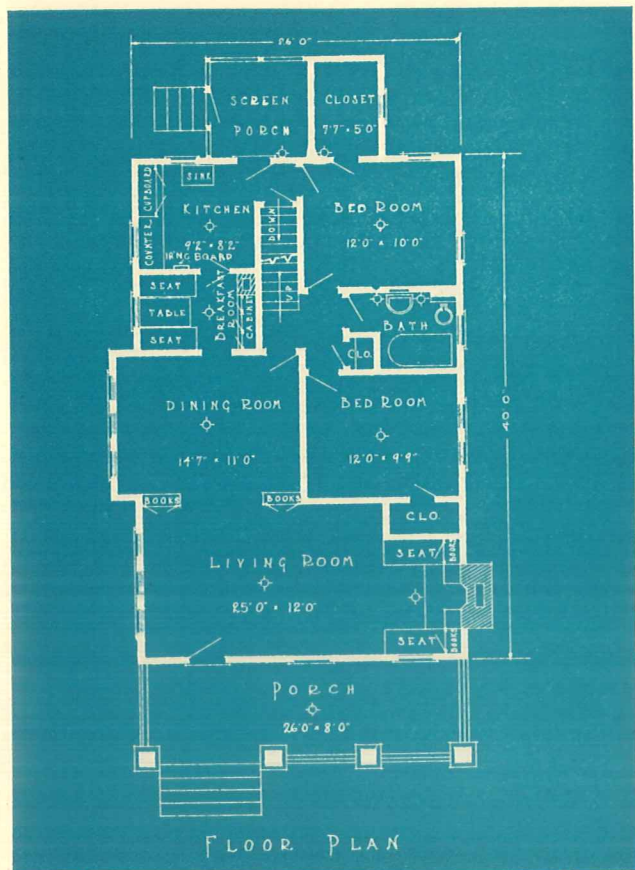 26'0"
SCREEN
PORCH
CLOSET
7'7" × 5'0"
SINK
CUPBOARD
COUNTER
KITCHEN
9'2" × 8'2"
IRNG BOARD
DOWN
UP
BED ROOM
12'0" × 10'0"
SEAT
TABLE
SEAT
BREAKFAST
ROOM
CABINET
BATH
CLO.
DINING ROOM
14'7" × 11'0"
BED ROOM
12'0" × 9'9"
40'0"
BOOKS
BOOKS
CLO.
SEAT
BOOKS
LIVING ROOM
25'0" × 12'0"
SEAT
BOOKS
PORCH
26'0" × 8'0"
FLOOR PLAN